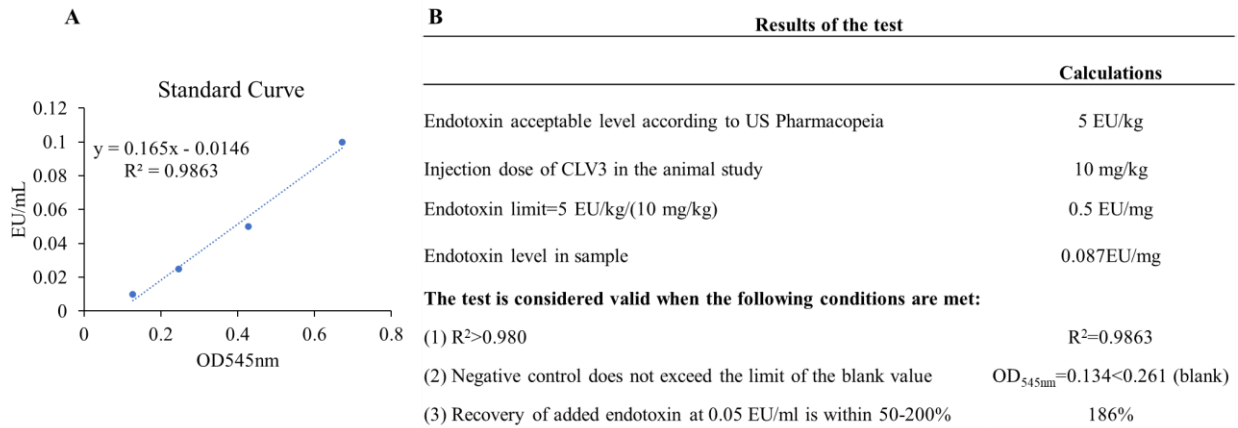 A
Standard Curve
0.12
0.1
0.08
0.06
0.04
0.02
0
y = 0.165x - 0.0146
R² = 0.9863
EU/mL
0 0.2 0.4 0.6 0.8
OD545nm
B
Results of the test
Calculations
Endotoxin acceptable level according to US Pharmacopeia 5 EU/kg
Injection dose of CLV3 in the animal study 10 mg/kg
Endotoxin limit=5 EU/kg/(10 mg/kg) 0.5 EU/mg
Endotoxin level in sample 0.087EU/mg
The test is considered valid when the following conditions are met:
(1) R²>0.980 R²=0.9863
(2) Negative control does not exceed the limit of the blank value OD545nm=0.134<0.261 (blank)
(3) Recovery of added endotoxin at 0.05 EU/ml is within 50-200% 186%